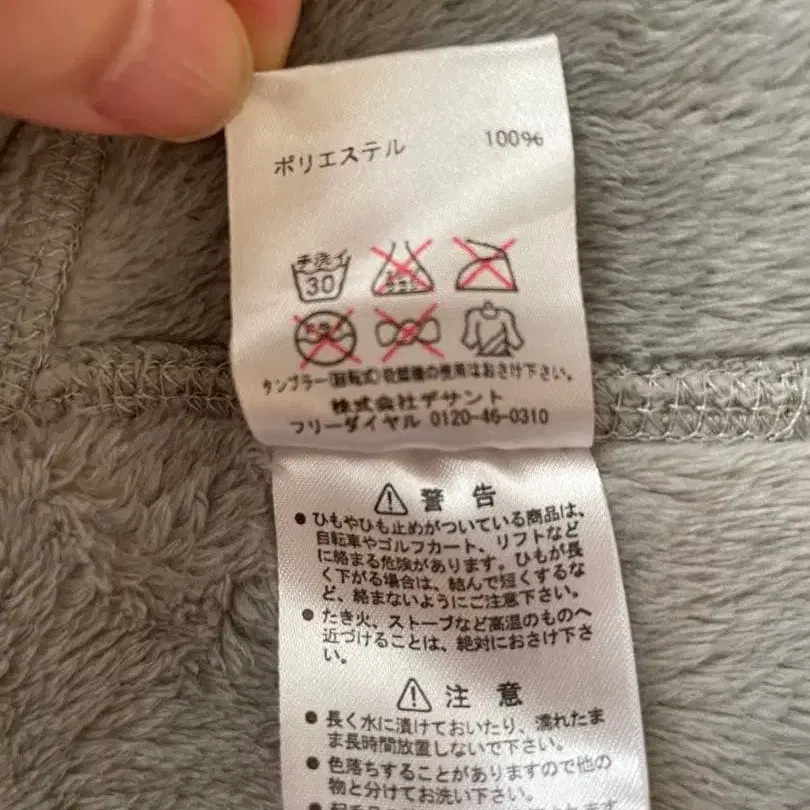 ポリエステル 100%
手洗イ
30
エンソ
サラシ
ドライ
タンブラー(回転式)乾燥機の使用はおさけ下さい。
株式会社デサント
フリーダイヤル 0120-46-0310
警告
●ひもやひも止めがついている商品は、
自転車やゴルフカート、リフトなど
に絡まる危険があります。ひもが長
く下がる場合は、結んで短くするな
ど、絡まないようにご注意下さい。
●たき火、ストーブなど高温のものへ
近づけることは、絶対におさけ下さ
い。
注意
●長く水に漬けておいたり、濡れたま
ま長時間放置しないで下さい。
●色落ちすることがありますので他の
物と分けてお洗い下さい。